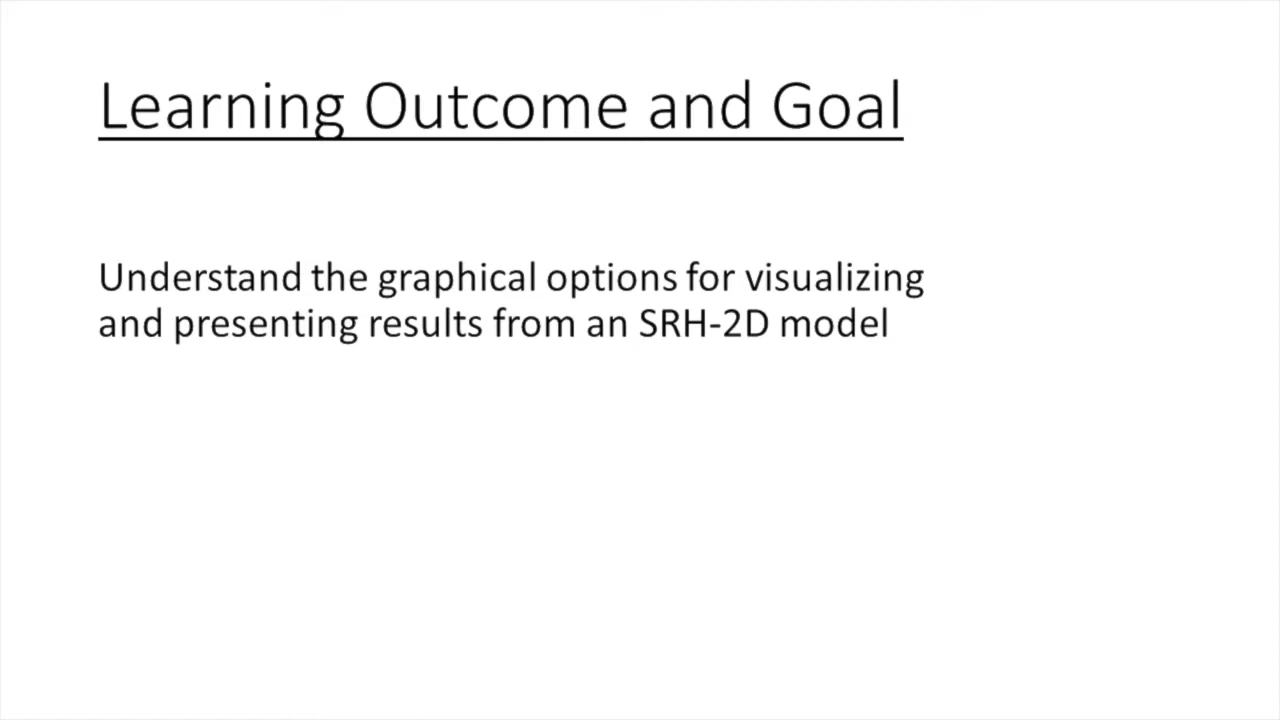 Learning Outcome and Goal
Understand the graphical options for visualizing
and presenting results from an SRH-2D model